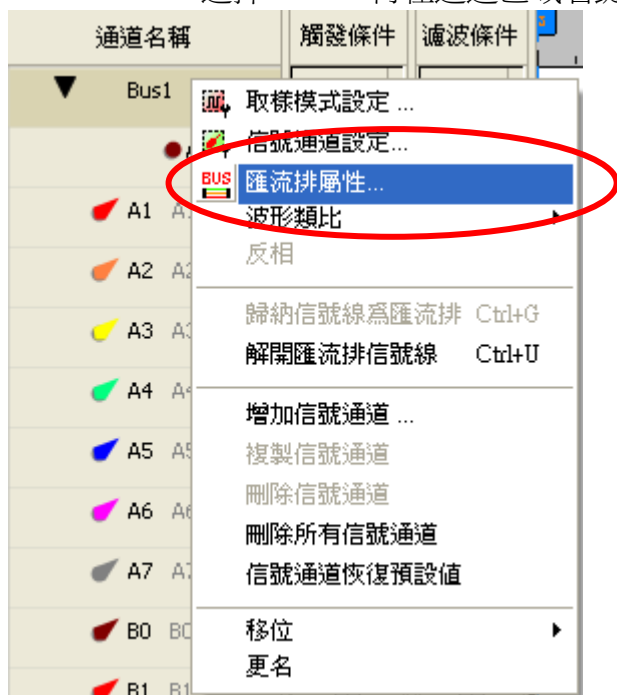 通道名稱 觸發條件 濾波條件
Bus1
取樣模式設定 ...
信號通道設定...
BUS 匯流排屬性...
波形類比
反相
歸納信號線為匯流排 Ctrl+G
解開匯流排信號線 Ctrl+U
增加信號通道 ...
複製信號通道
刪除信號通道
刪除所有信號通道
信號通道恢復預設值
移位
更名
A1
A2
A3
A4
A5
A6
A7
B0
B1 B1